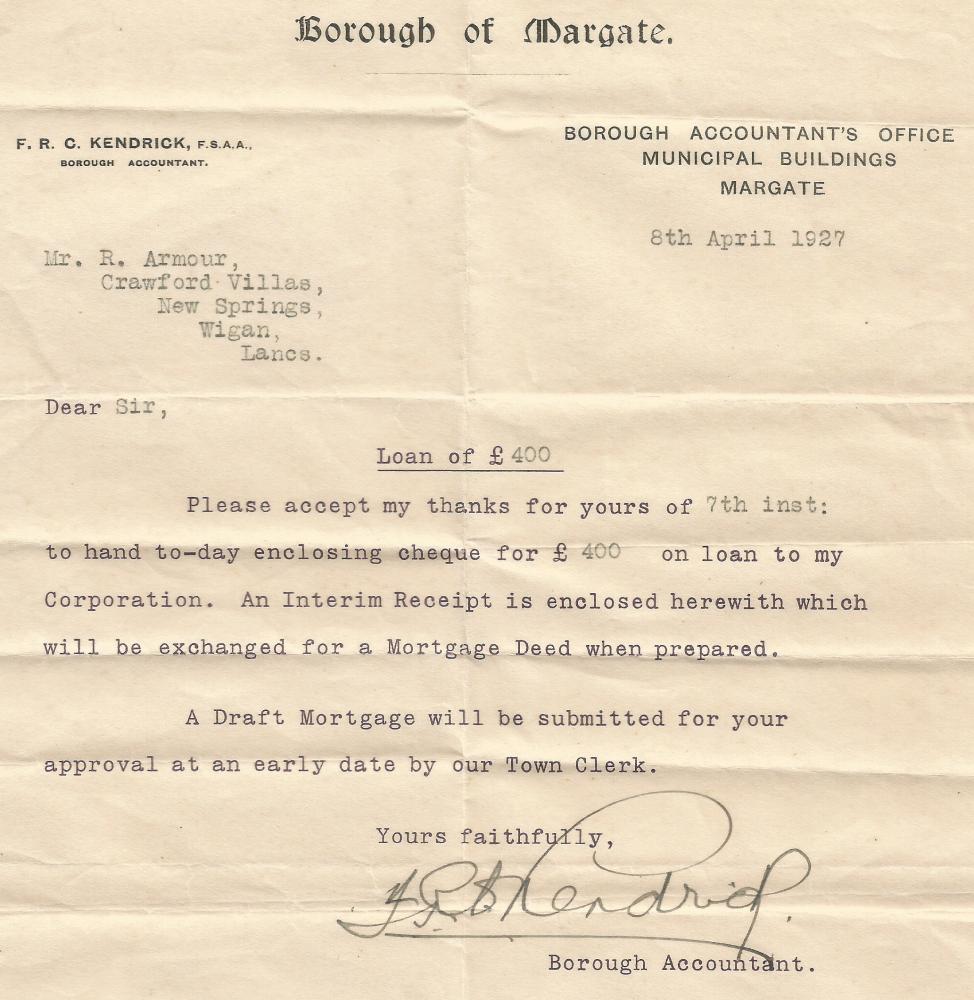 Borough of Margate.
F. R. C. KENDRICK, F.S.A.A.,
BOROUGH ACCOUNTANT.
BOROUGH ACCOUNTANT'S OFFICE
MUNICIPAL BUILDINGS
MARGATE
8th April 1927
Mr. R. Armour,
Crawford Villas,
New Springs,
Wigan,
Lancs.
Dear Sir,
Loan of £ 400
Please accept my thanks for yours of 7th inst:
to hand to-day enclosing cheque for £ 400 on loan to my
Corporation. An Interim Receipt is enclosed herewith which
will be exchanged for a Mortgage Deed when prepared.
A Draft Mortgage will be submitted for your
approval at an early date by our Town Clerk.
Yours faithfully,
F R C Kendrick.
Borough Accountant.